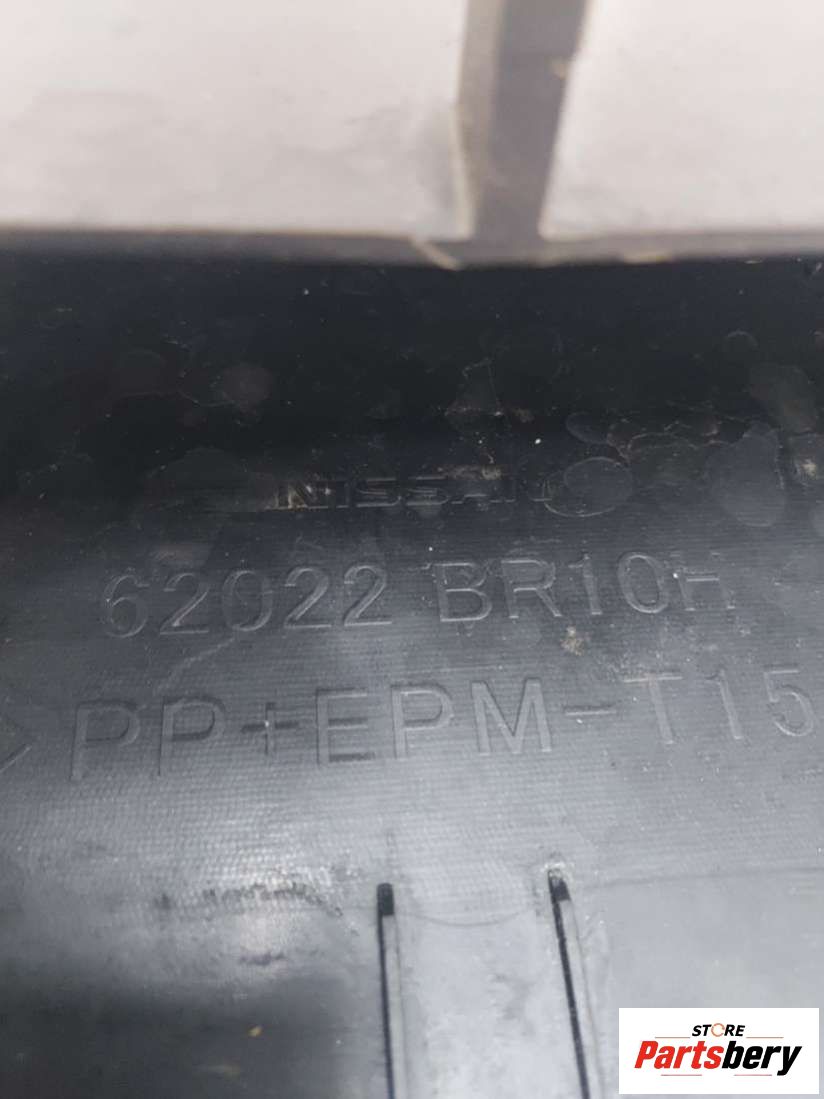 NISSAN
62022 BR10H
>PP+EPM-T15
STORE
Partsbery